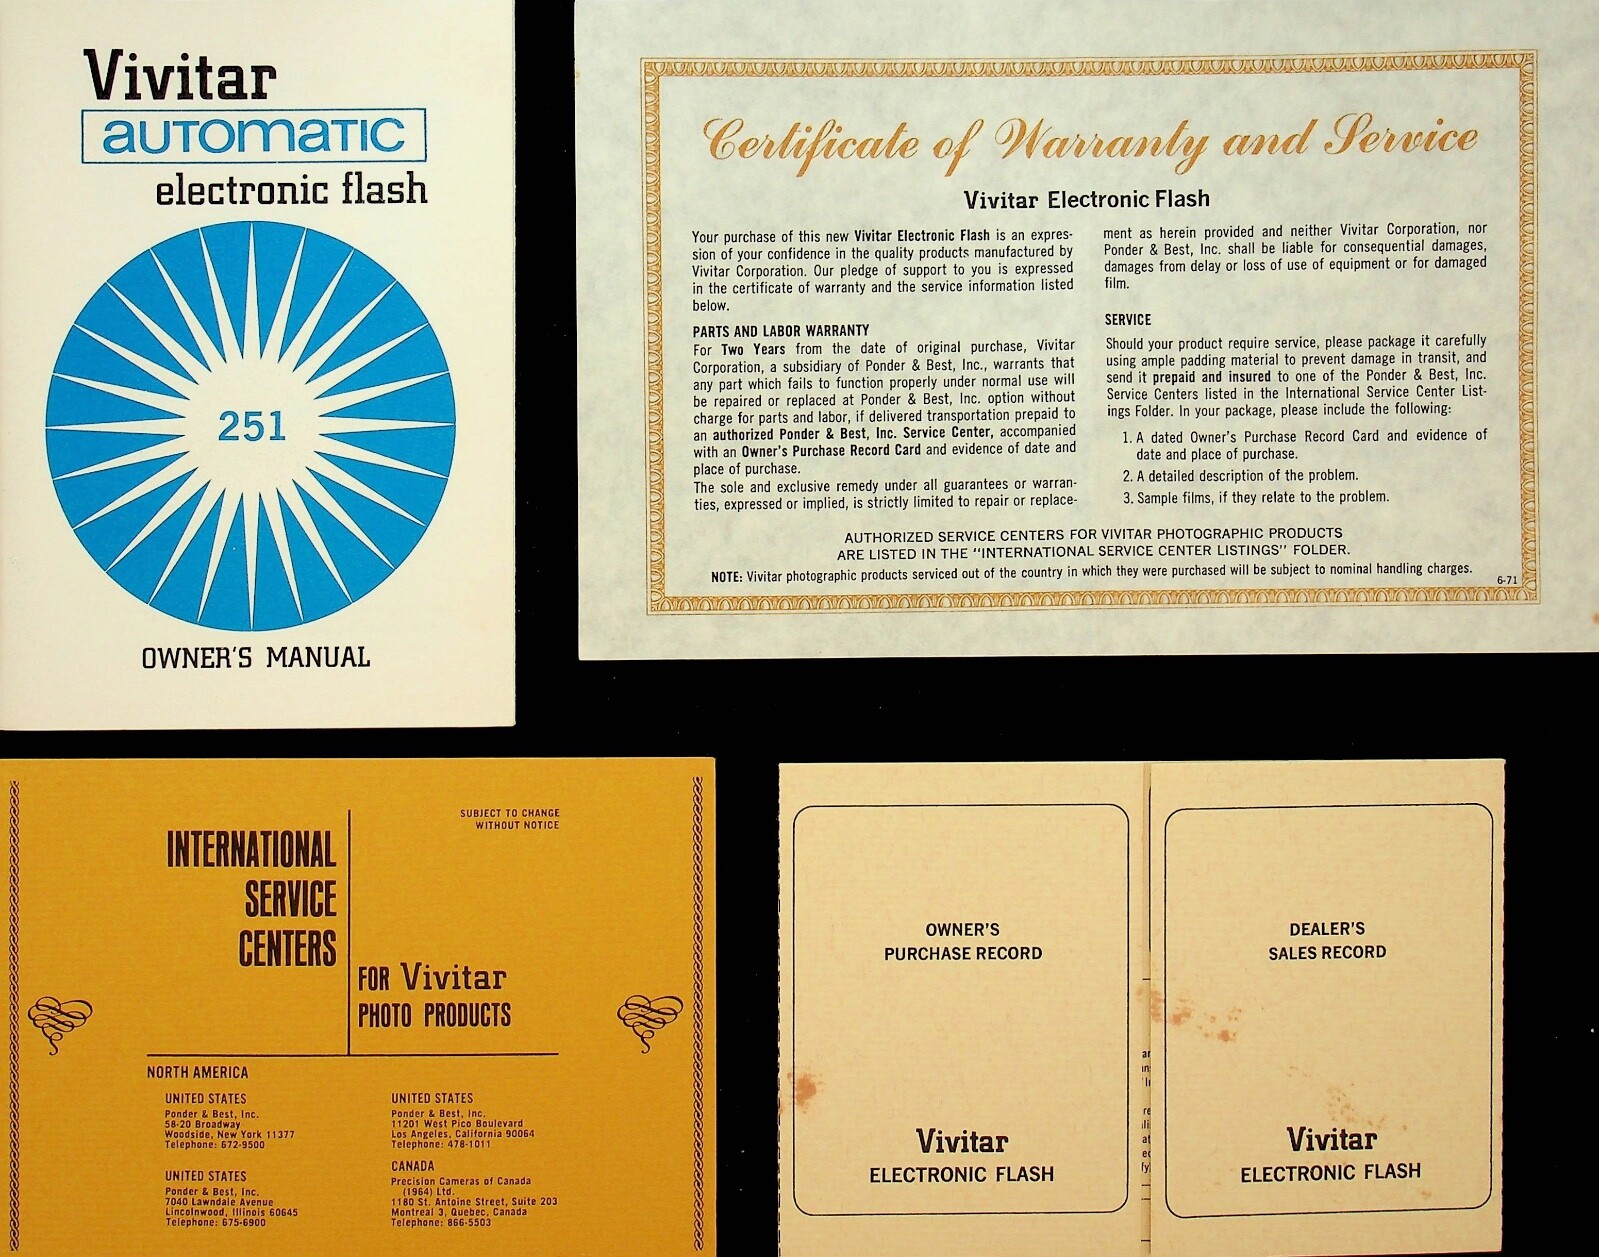 Vivitar
automatic
electronic flash
251
OWNER'S MANUAL
Certificate of Warranty and Service
Vivitar Electronic Flash
Your purchase of this new Vivitar Electronic Flash is an expres-
sion of your confidence in the quality products manufactured by
Vivitar Corporation. Our pledge of support to you is expressed
in the certificate of warranty and the service information listed
below.
PARTS AND LABOR WARRANTY
For Two Years from the date of original purchase, Vivitar
Corporation, a subsidiary of Ponder & Best, Inc., warrants that
any part which fails to function properly under normal use will
be repaired or replaced at Ponder & Best, Inc. option without
charge for parts and labor, if delivered transportation prepaid to
an authorized Ponder & Best, Inc. Service Center, accompanied
with an Owner's Purchase Record Card and evidence of date and
place of purchase.
The sole and exclusive remedy under all guarantees or warran-
ties, expressed or implied, is strictly limited to repair or replace-
ment as herein provided and neither Vivitar Corporation, nor
Ponder & Best, Inc. shall be liable for consequential damages,
damages from delay or loss of use of equipment or for damaged
film.
SERVICE
Should your product require service, please package it carefully
using ample padding material to prevent damage in transit, and
send it prepaid and insured to one of the Ponder & Best, Inc.
Service Centers listed in the International Service Center List-
ings Folder. In your package, please include the following:
1. A dated Owner's Purchase Record Card and evidence of
date and place of purchase.
2. A detailed description of the problem.
3. Sample films, if they relate to the problem.
AUTHORIZED SERVICE CENTERS FOR VIVITAR PHOTOGRAPHIC PRODUCTS
ARE LISTED IN THE "INTERNATIONAL SERVICE CENTER LISTINGS" FOLDER.
NOTE: Vivitar photographic products serviced out of the country in which they were purchased will be subject to nominal handling charges.
6-71
SUBJECT TO CHANGE
WITHOUT NOTICE
INTERNATIONAL
SERVICE
CENTERS
FOR Vivitar
PHOTO PRODUCTS
NORTH AMERICA
UNITED STATES
Ponder & Best, Inc.
58-20 Broadway
Woodside, New York 11377
Telephone: 672-9500
UNITED STATES
Ponder & Best, Inc.
7040 Lawndale Avenue
Lincolnwood, Illinois 60645
Telephone: 675-6900
UNITED STATES
Ponder & Best, Inc.
11201 West Pico Boulevard
Los Angeles, California 90064
Telephone: 478-1011
CANADA
Precision Cameras of Canada
(1964) Ltd.
1180 St. Antoine Street, Suite 203
Montreal 3, Quebec, Canada
Telephone: 866-5503
OWNER'S
PURCHASE RECORD
Vivitar
ELECTRONIC FLASH
DEALER'S
SALES RECORD
Vivitar
ELECTRONIC FLASH